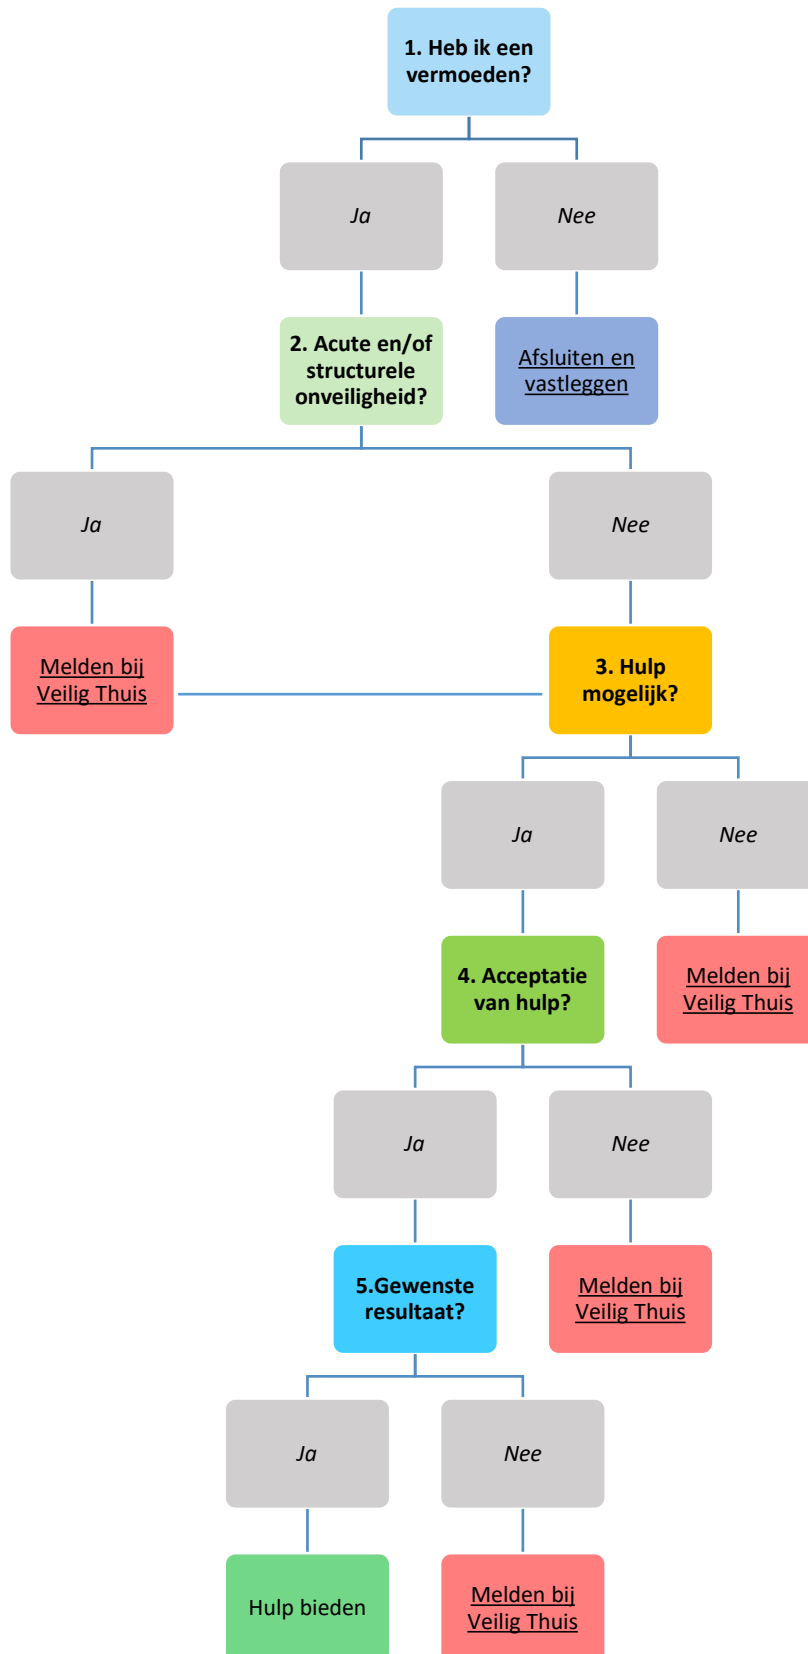 1. Heb ik een
vermoeden?
Ja
Nee
2. Acute en/of
structurele
onveiligheid?
Afsluiten en
vastleggen
Ja
Nee
Melden bij
Veilig Thuis
3. Hulp
mogelijk?
Ja
Nee
4. Acceptatie
van hulp?
Melden bij
Veilig Thuis
Ja
Nee
5.Gewenste
resultaat?
Melden bij
Veilig Thuis
Ja
Nee
Hulp bieden
Melden bij
Veilig Thuis